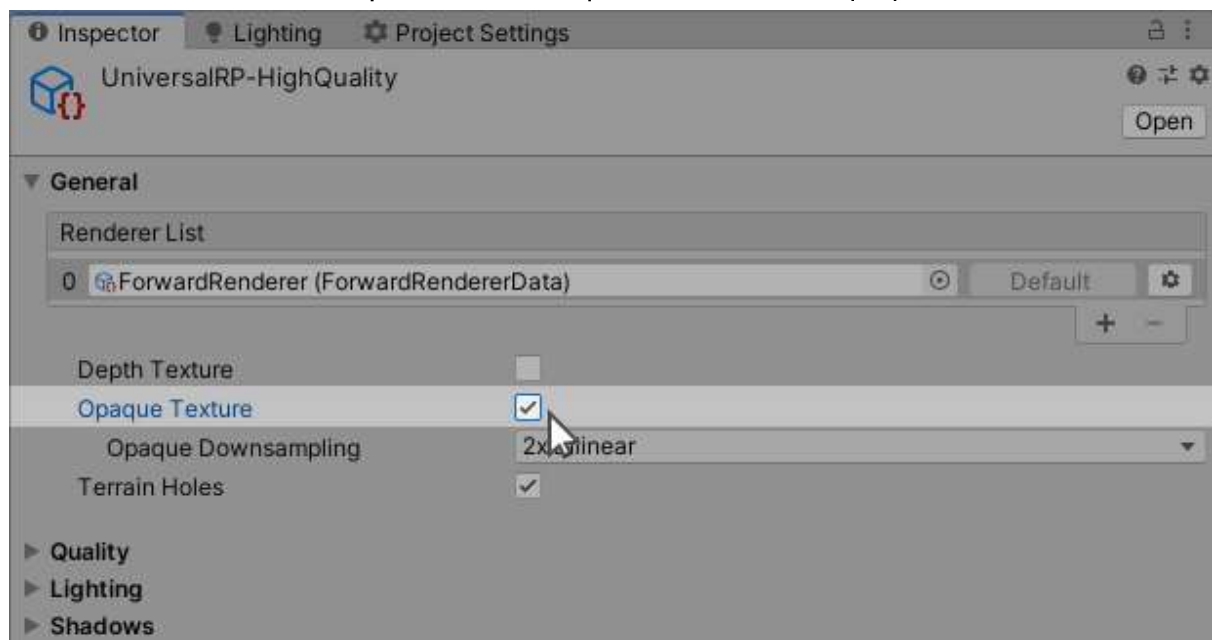 Inspector Lighting Project Settings
UniversalRP-HighQuality
Open
General
Renderer List
0 ForwardRenderer (ForwardRendererData) Default
+ −
Depth Texture
Opaque Texture
Opaque Downsampling 2x Bilinear
Terrain Holes
Quality
Lighting
Shadows